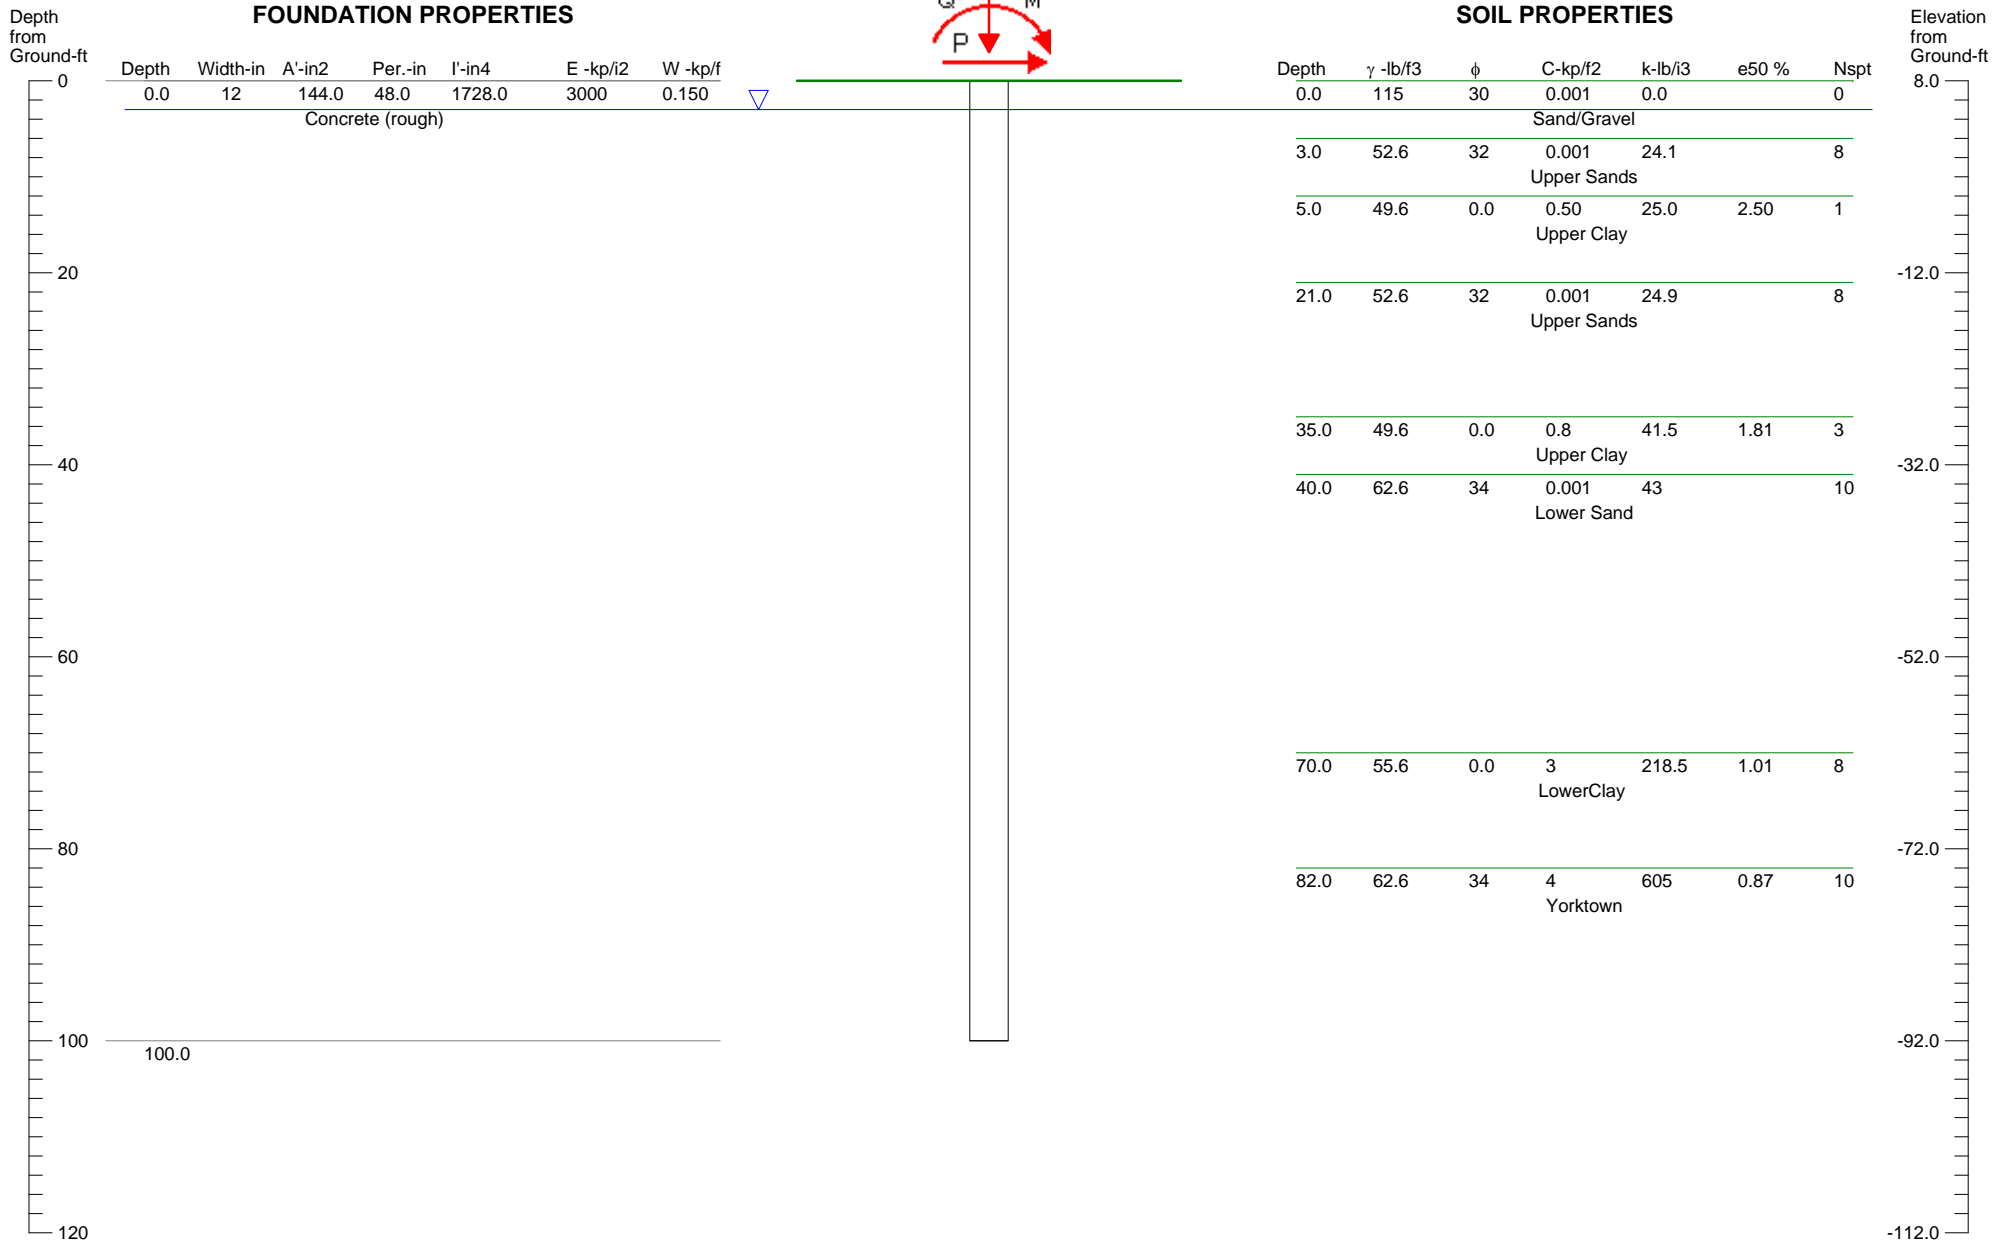 Depth
from
Ground-ft
FOUNDATION PROPERTIES
M
P
SOIL PROPERTIES
Elevation
from
Ground-ft
Depth Width-in A'-in2 Per.-in I'-in4 E -kp/i2 W -kp/f
0.0 12 144.0 48.0 1728.0 3000 0.150
Concrete (rough)
100.0
Depth γ -lb/f3 ϕ C-kp/f2 k-lb/i3 e50 % Nspt
0.0 115 30 0.001 0.0 0
Sand/Gravel
3.0 52.6 32 0.001 24.1 8
Upper Sands
5.0 49.6 0.0 0.50 25.0 2.50 1
Upper Clay
21.0 52.6 32 0.001 24.9 8
Upper Sands
35.0 49.6 0.0 0.8 41.5 1.81 3
Upper Clay
40.0 62.6 34 0.001 43 10
Lower Sand
70.0 55.6 0.0 3 218.5 1.01 8
LowerClay
82.0 62.6 34 4 605 0.87 10
Yorktown
0
20
40
60
80
100
120
8.0
-12.0
-32.0
-52.0
-72.0
-92.0
-112.0